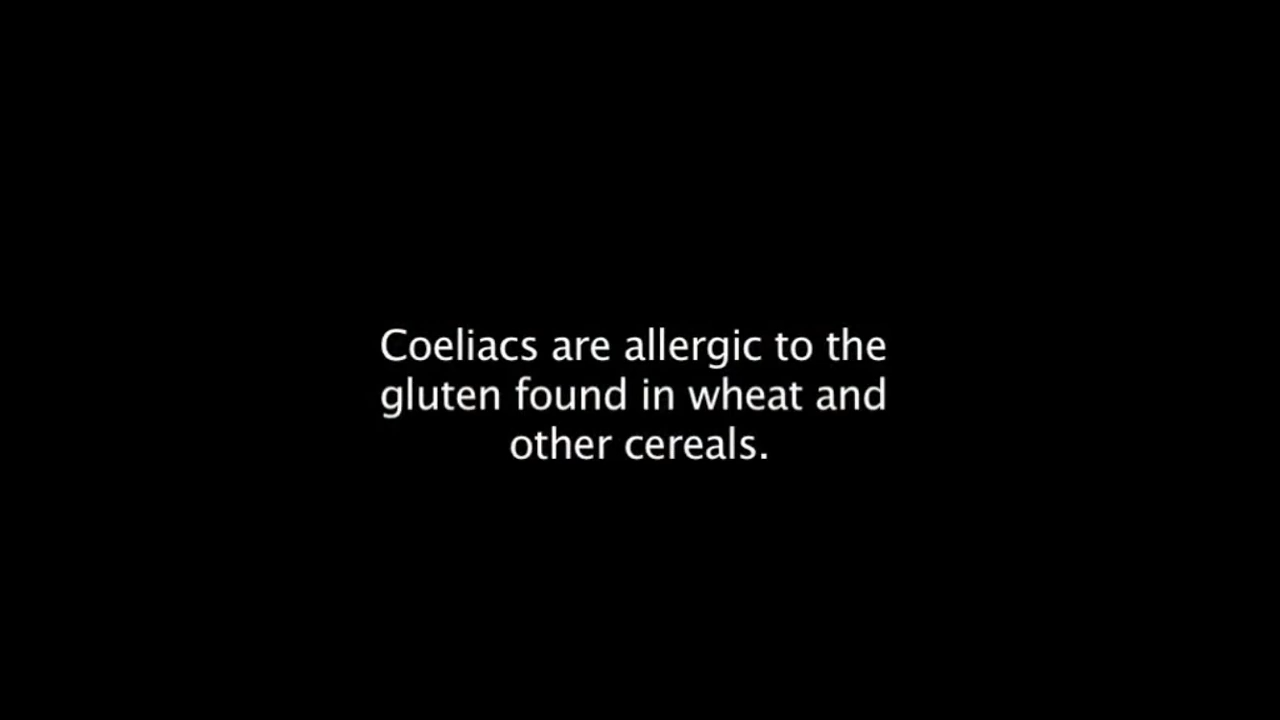 Coeliacs are allergic to the
gluten found in wheat and
other cereals.